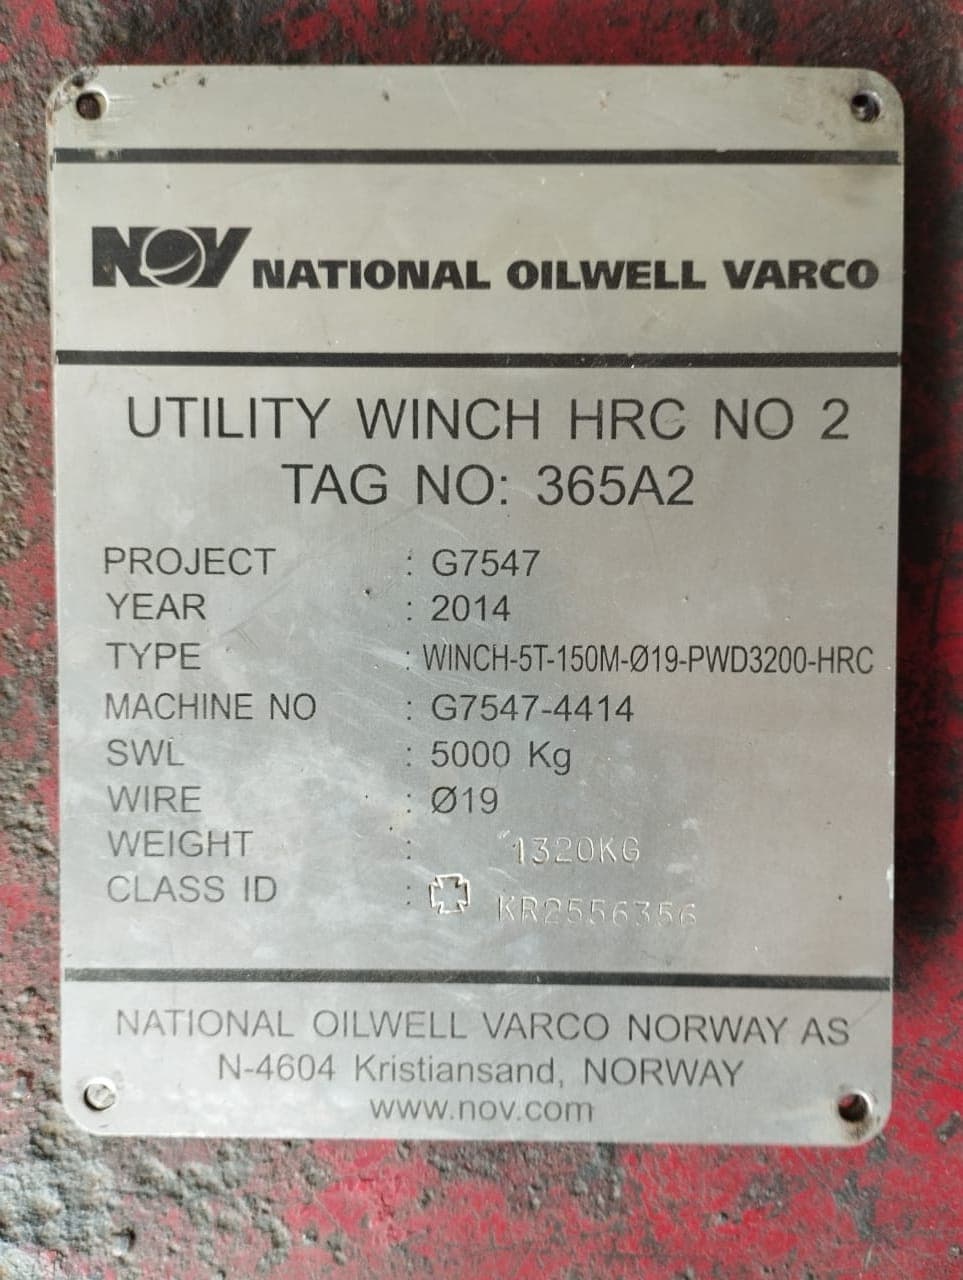 NOV NATIONAL OILWELL VARCO
UTILITY WINCH HRC NO 2
TAG NO: 365A2
PROJECT : G7547
YEAR : 2014
TYPE : WINCH-5T-150M-Ø19-PWD3200-HRC
MACHINE NO : G7547-4414
SWL : 5000 Kg
WIRE : Ø19
WEIGHT : 1320KG
CLASS ID : KR2556356
NATIONAL OILWELL VARCO NORWAY AS
N-4604 Kristiansand, NORWAY
www.nov.com